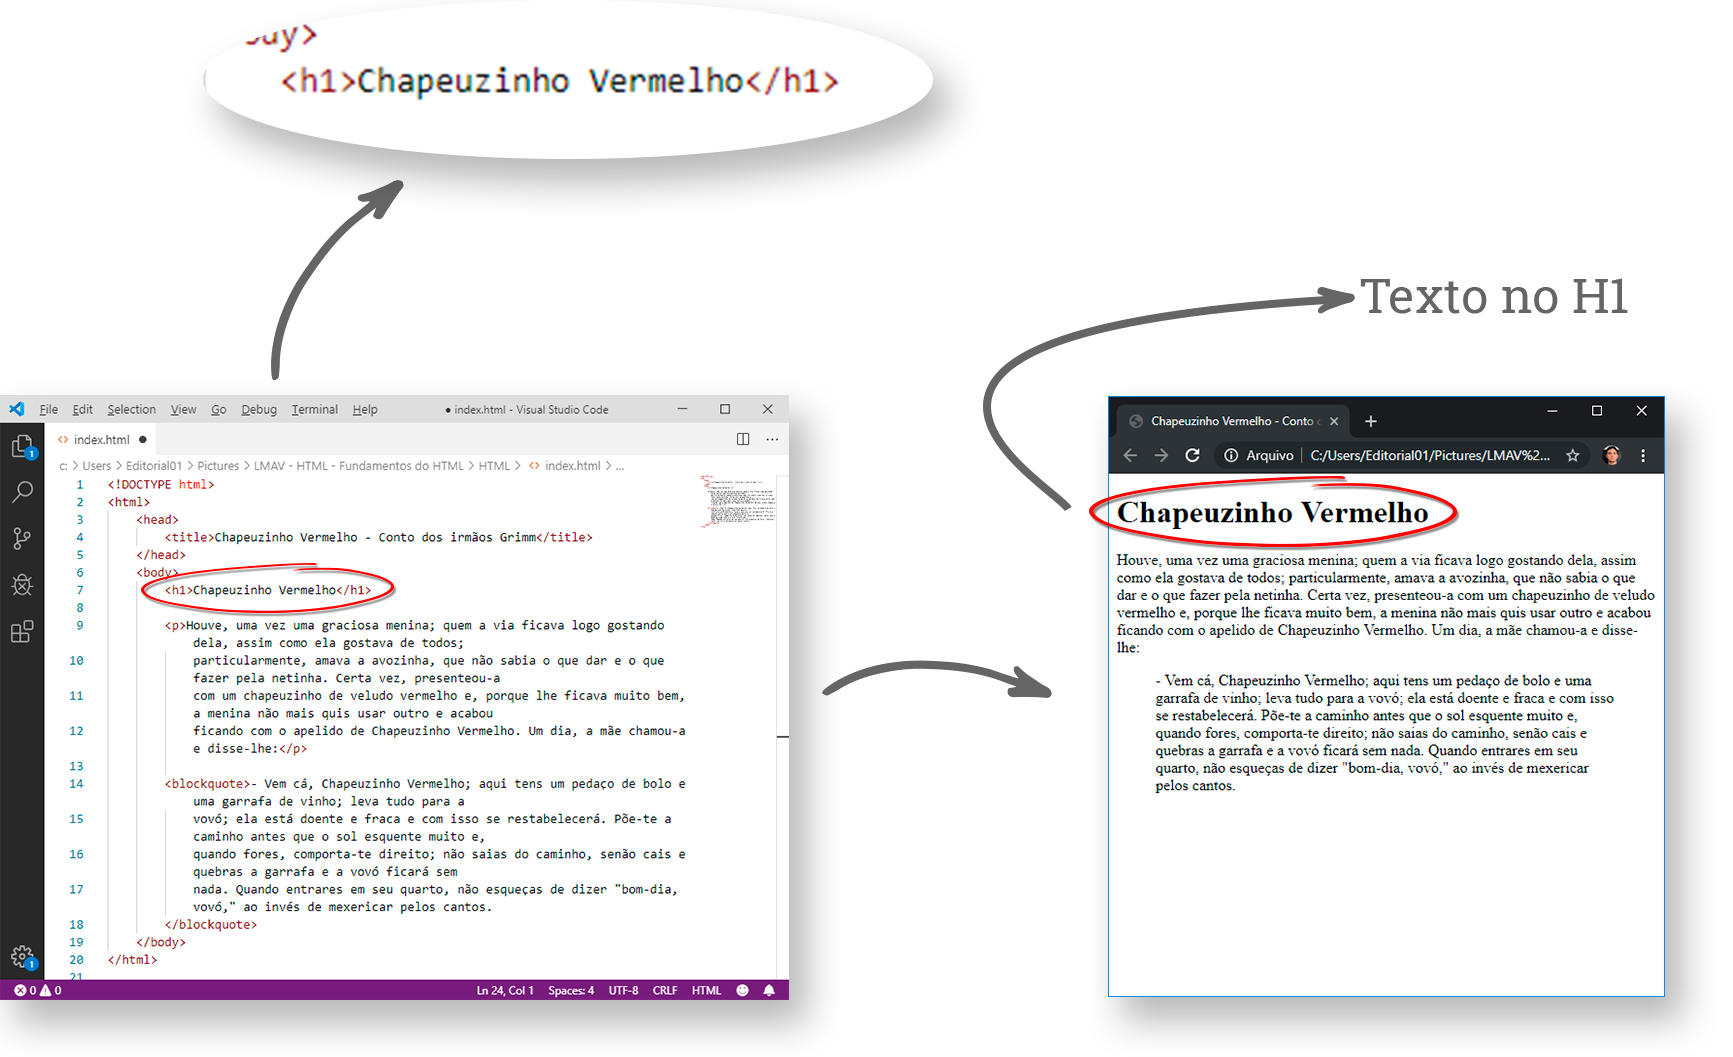 <h1>Chapeuzinho Vermelho</h1>
Texto no H1
File Edit Selection View Go Debug Terminal Help ● index.html - Visual Studio Code
<> index.html ●
c: > Users > Editorial01 > Pictures > LMAV - HTML - Fundamentos do HTML > HTML > <> index.html > ...
1 <!DOCTYPE html>
2 <html>
3 <head>
4 <title>Chapeuzinho Vermelho - Conto dos irmãos Grimm</title>
5 </head>
6 <body>
7 <h1>Chapeuzinho Vermelho</h1>
8
9 <p>Houve, uma vez uma graciosa menina; quem a via ficava logo gostando
dela, assim como ela gostava de todos;
10 particularmente, amava a avozinha, que não sabia o que dar e o que
fazer pela netinha. Certa vez, presenteou-a
11 com um chapeuzinho de veludo vermelho e, porque lhe ficava muito bem,
a menina não mais quis usar outro e acabou
12 ficando com o apelido de Chapeuzinho Vermelho. Um dia, a mãe chamou-a
e disse-lhe:</p>
13
14 <blockquote>- Vem cá, Chapeuzinho Vermelho; aqui tens um pedaço de bolo e
uma garrafa de vinho; leva tudo para a
15 vovó; ela está doente e fraca e com isso se restabelecerá. Põe-te a
caminho antes que o sol esquente muito e,
16 quando fores, comporta-te direito; não saias do caminho, senão cais e
quebras a garrafa e a vovó ficará sem
17 nada. Quando entrares em seu quarto, não esqueças de dizer "bom-dia,
vovó," ao invés de mexericar pelos cantos.
18 </blockquote>
19 </body>
20 </html>
21
1
1
0 0 Ln 24, Col 1 Spaces: 4 UTF-8 CRLF HTML
Chapeuzinho Vermelho - Conto
Arquivo | C:/Users/Editorial01/Pictures/LMAV%2...
Chapeuzinho Vermelho
Houve, uma vez uma graciosa menina; quem a via ficava logo gostando dela, assim
como ela gostava de todos; particularmente, amava a avozinha, que não sabia o que
dar e o que fazer pela netinha. Certa vez, presenteou-a com um chapeuzinho de veludo
vermelho e, porque lhe ficava muito bem, a menina não mais quis usar outro e acabou
ficando com o apelido de Chapeuzinho Vermelho. Um dia, a mãe chamou-a e disse-
lhe:
- Vem cá, Chapeuzinho Vermelho; aqui tens um pedaço de bolo e uma
garrafa de vinho; leva tudo para a vovó; ela está doente e fraca e com isso
se restabelecerá. Põe-te a caminho antes que o sol esquente muito e,
quando fores, comporta-te direito; não saias do caminho, senão cais e
quebras a garrafa e a vovó ficará sem nada. Quando entrares em seu
quarto, não esqueças de dizer "bom-dia, vovó," ao invés de mexericar
pelos cantos.